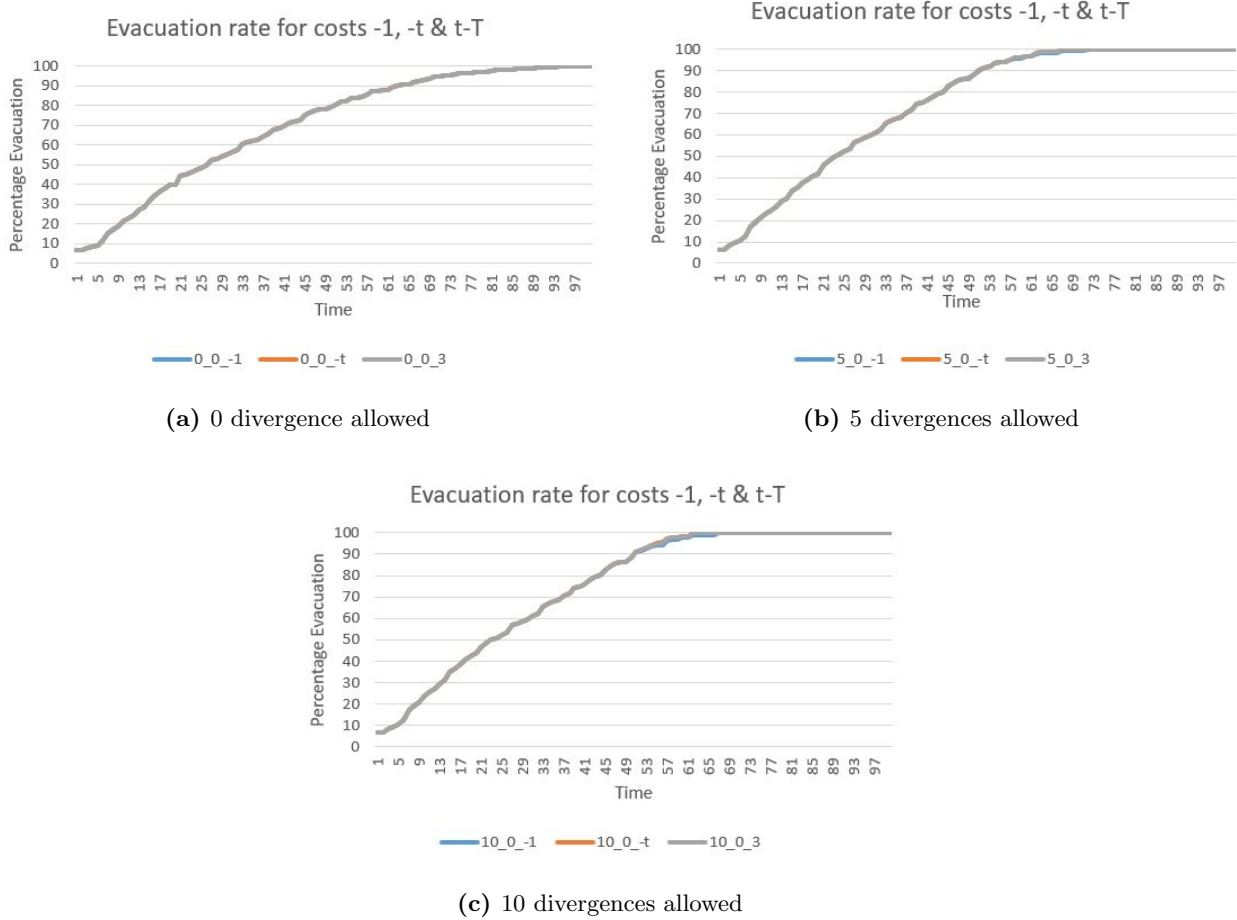 Evacuation rate for costs -1, -t & t-T
Percentage Evacuation
100
90
80
70
60
50
40
30
20
10
0
1 5 9 13 17 21 25 29 33 37 41 45 49 53 57 61 65 69 73 77 81 85 89 93 97
Time
0_0_-1 0_0_-t 0_0_3
(a) 0 divergence allowed
Evacuation rate for costs -1, -t & t-T
Percentage Evacuation
100
90
80
70
60
50
40
30
20
10
0
1 5 9 13 17 21 25 29 33 37 41 45 49 53 57 61 65 69 73 77 81 85 89 93 97
Time
5_0_-1 5_0_-t 5_0_3
(b) 5 divergences allowed
Evacuation rate for costs -1, -t & t-T
Percentage Evacuation
100
90
80
70
60
50
40
30
20
10
0
1 5 9 13 17 21 25 29 33 37 41 45 49 53 57 61 65 69 73 77 81 85 89 93 97
Time
10_0_-1 10_0_-t 10_0_3
(c) 10 divergences allowed